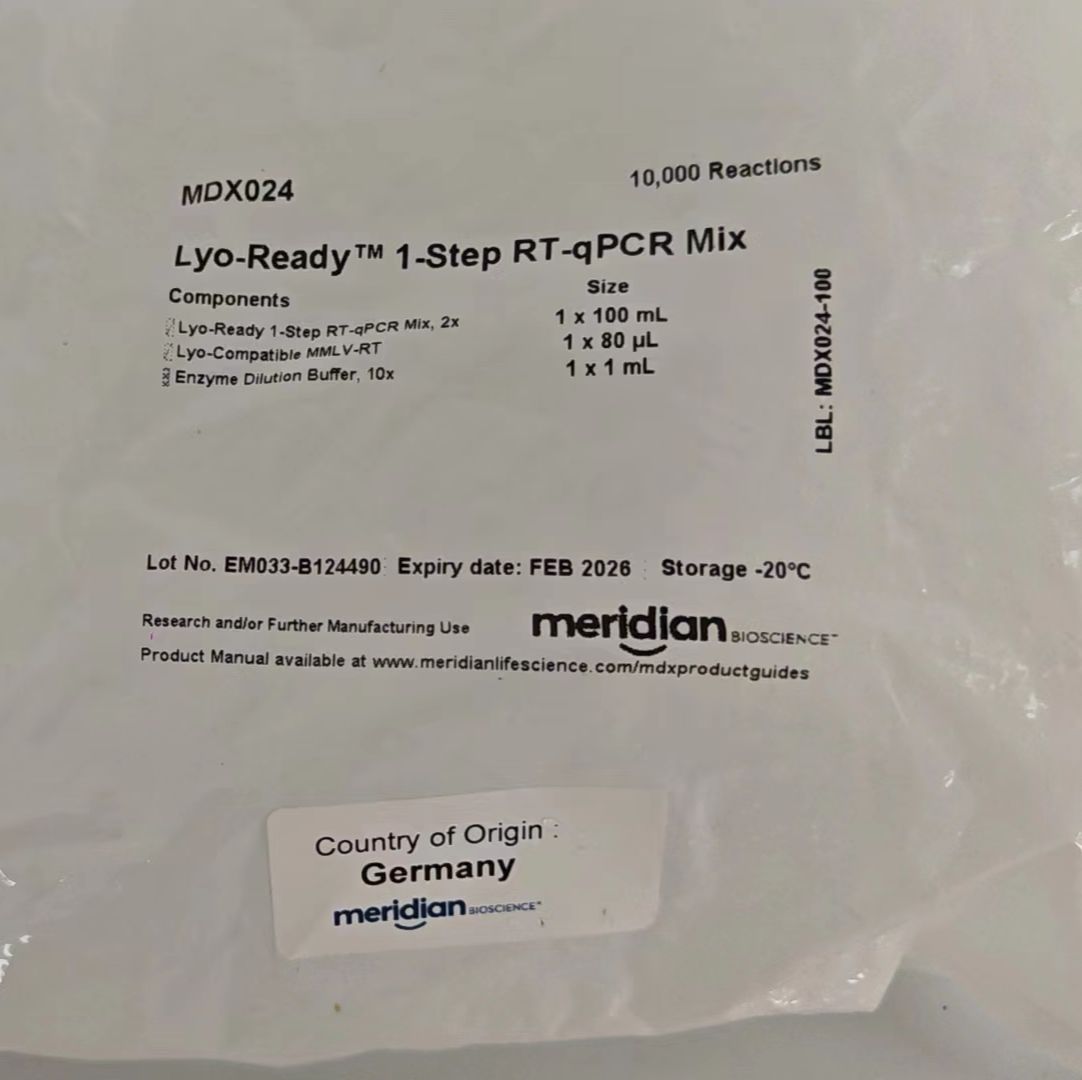 MDX024 10,000 Reactions
Lyo-Ready™ 1-Step RT-qPCR Mix
Components Size
Lyo-Ready 1-Step RT-qPCR Mix, 2x 1 x 100 mL
Lyo-Compatible MMLV-RT 1 x 80 µL
Enzyme Dilution Buffer, 10x 1 x 1 mL
LBL: MDX024-100
Lot No. EM033-B124490 Expiry date: FEB 2026 Storage -20°C
Research and/or Further Manufacturing Use meridian BIOSCIENCE™
Product Manual available at www.meridianlifescience.com/mdxproductguides
Country of Origin :
Germany
meridian BIOSCIENCE™